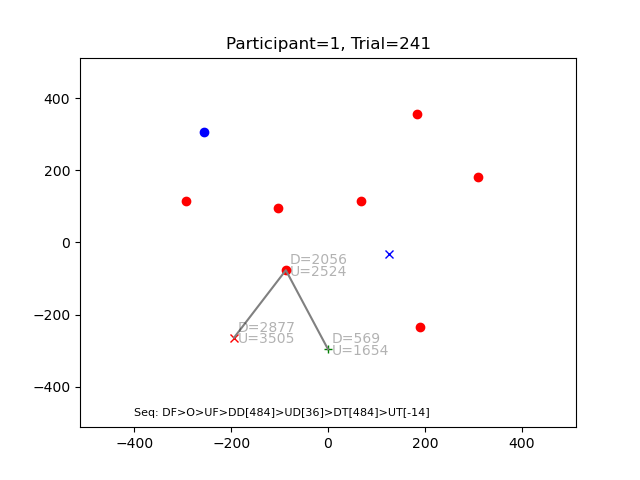 Participant=1, Trial=241
400
200
0
−200
−400
D=2056
U=2524
D=2877
U=3505
D=569
U=1654
Seq: DF>O>UF>DD[484]>UD[36]>DT[484]>UT[-14]
−400
−200
0
200
400